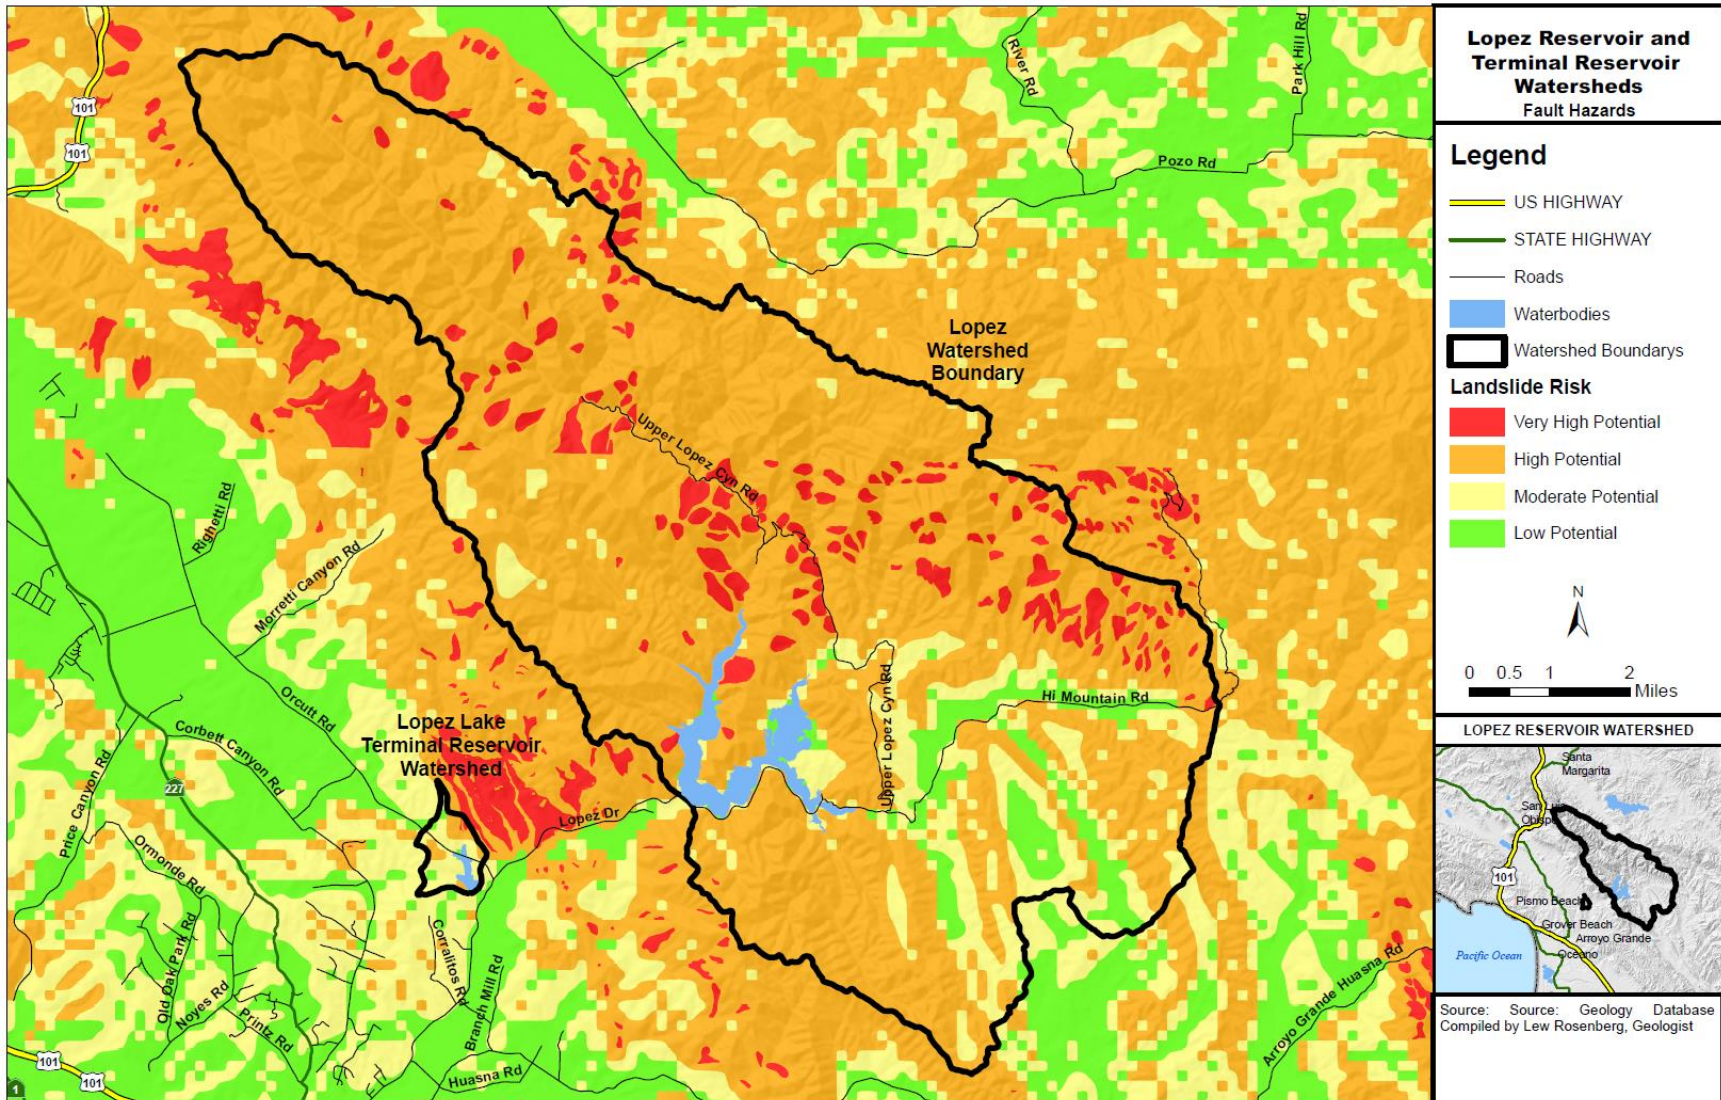 Lopez Reservoir and
Terminal Reservoir
Watersheds
Fault Hazards
Legend
US HIGHWAY
STATE HIGHWAY
Roads
Waterbodies
Watershed Boundarys
Landslide Risk
Very High Potential
High Potential
Moderate Potential
Low Potential
N
0 0.5 1 2
Miles
LOPEZ RESERVOIR WATERSHED
Santa
Margarita
San
Obispo
101
Pismo Beach
Grover Beach
Arroyo Grande
Oceano
Pacific Ocean
Source: Source: Geology Database
Compiled by Lew Rosenberg, Geologist
101
101
River Rd
Park Hill Rd
Pozo Rd
Lopez
Watershed
Boundary
Upper Lopez Cyn Rd
Righetti Rd
Morretti Canyon Rd
Orcutt Rd
Corbett Canyon Rd
Price Canyon Rd
227
Lopez Lake
Terminal Reservoir
Watershed
Lopez Dr
Upper Lopez Cyn Rd
Hi Mountain Rd
Ormonde Rd
Old Oak Park Rd
Noyes Rd
Printz Rd
Corralitos Rd
Branch Mill Rd
Huasna Rd
Arroyo Grande Huasna Rd
101
101
1